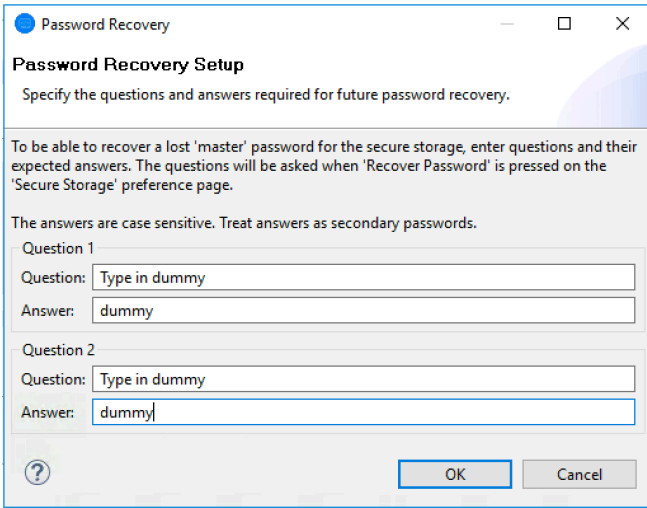 Password Recovery
Password Recovery Setup
Specify the questions and answers required for future password recovery.
To be able to recover a lost 'master' password for the secure storage, enter questions and their
expected answers. The questions will be asked when 'Recover Password' is pressed on the
'Secure Storage' preference page.
The answers are case sensitive. Treat answers as secondary passwords.
Question 1
Question: Type in dummy
Answer: dummy
Question 2
Question: Type in dummy
Answer: dummy
? OK Cancel